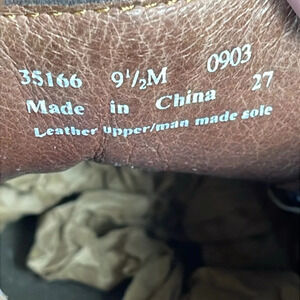 35166 9½M 0903
Made in China 27
Leather upper/man made sole